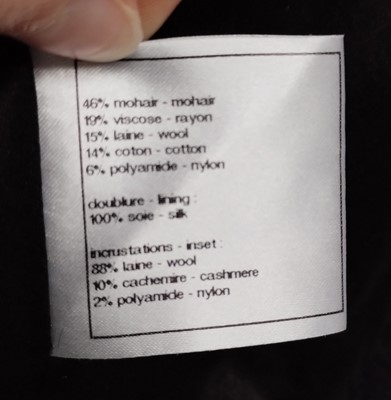 46% mohair - mohair
19% viscose - rayon
15% laine - wool
14% coton - cotton
6% polyamide - nylon
doublure - lining :
100% soie - silk
incrustations - inset :
88% laine - wool
10% cachemire - cashmere
2% polyamide - nylon